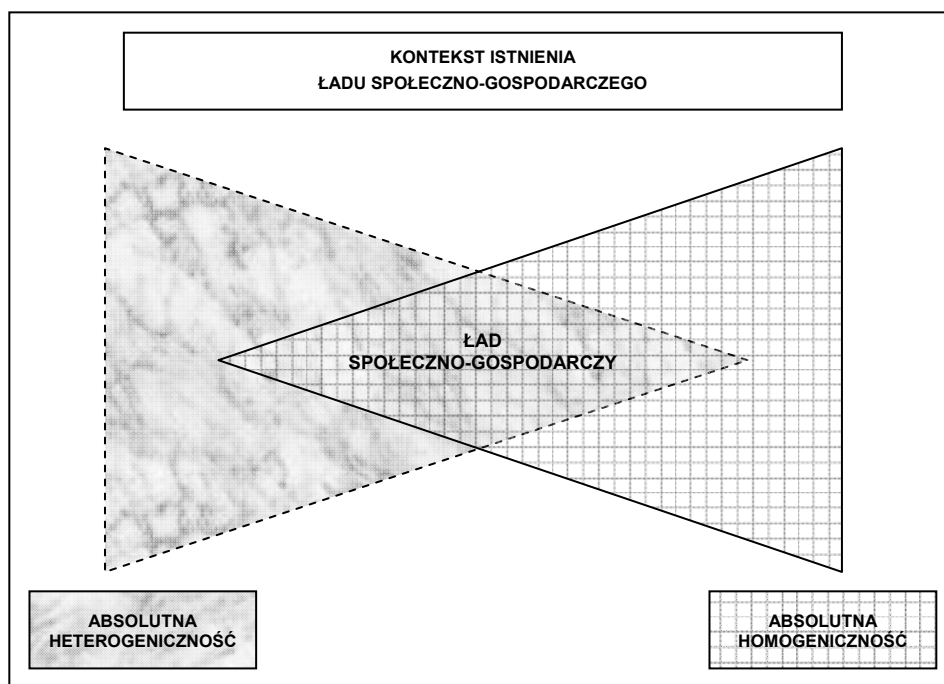 KONTEKST ISTNIENIA
ŁADU SPOŁECZNO-GOSPODARCZEGO
ŁAD
SPOŁECZNO-GOSPODARCZY
ABSOLUTNA
HETEROGENICZNOŚĆ
ABSOLUTNA
HOMOGENICZNOŚĆ